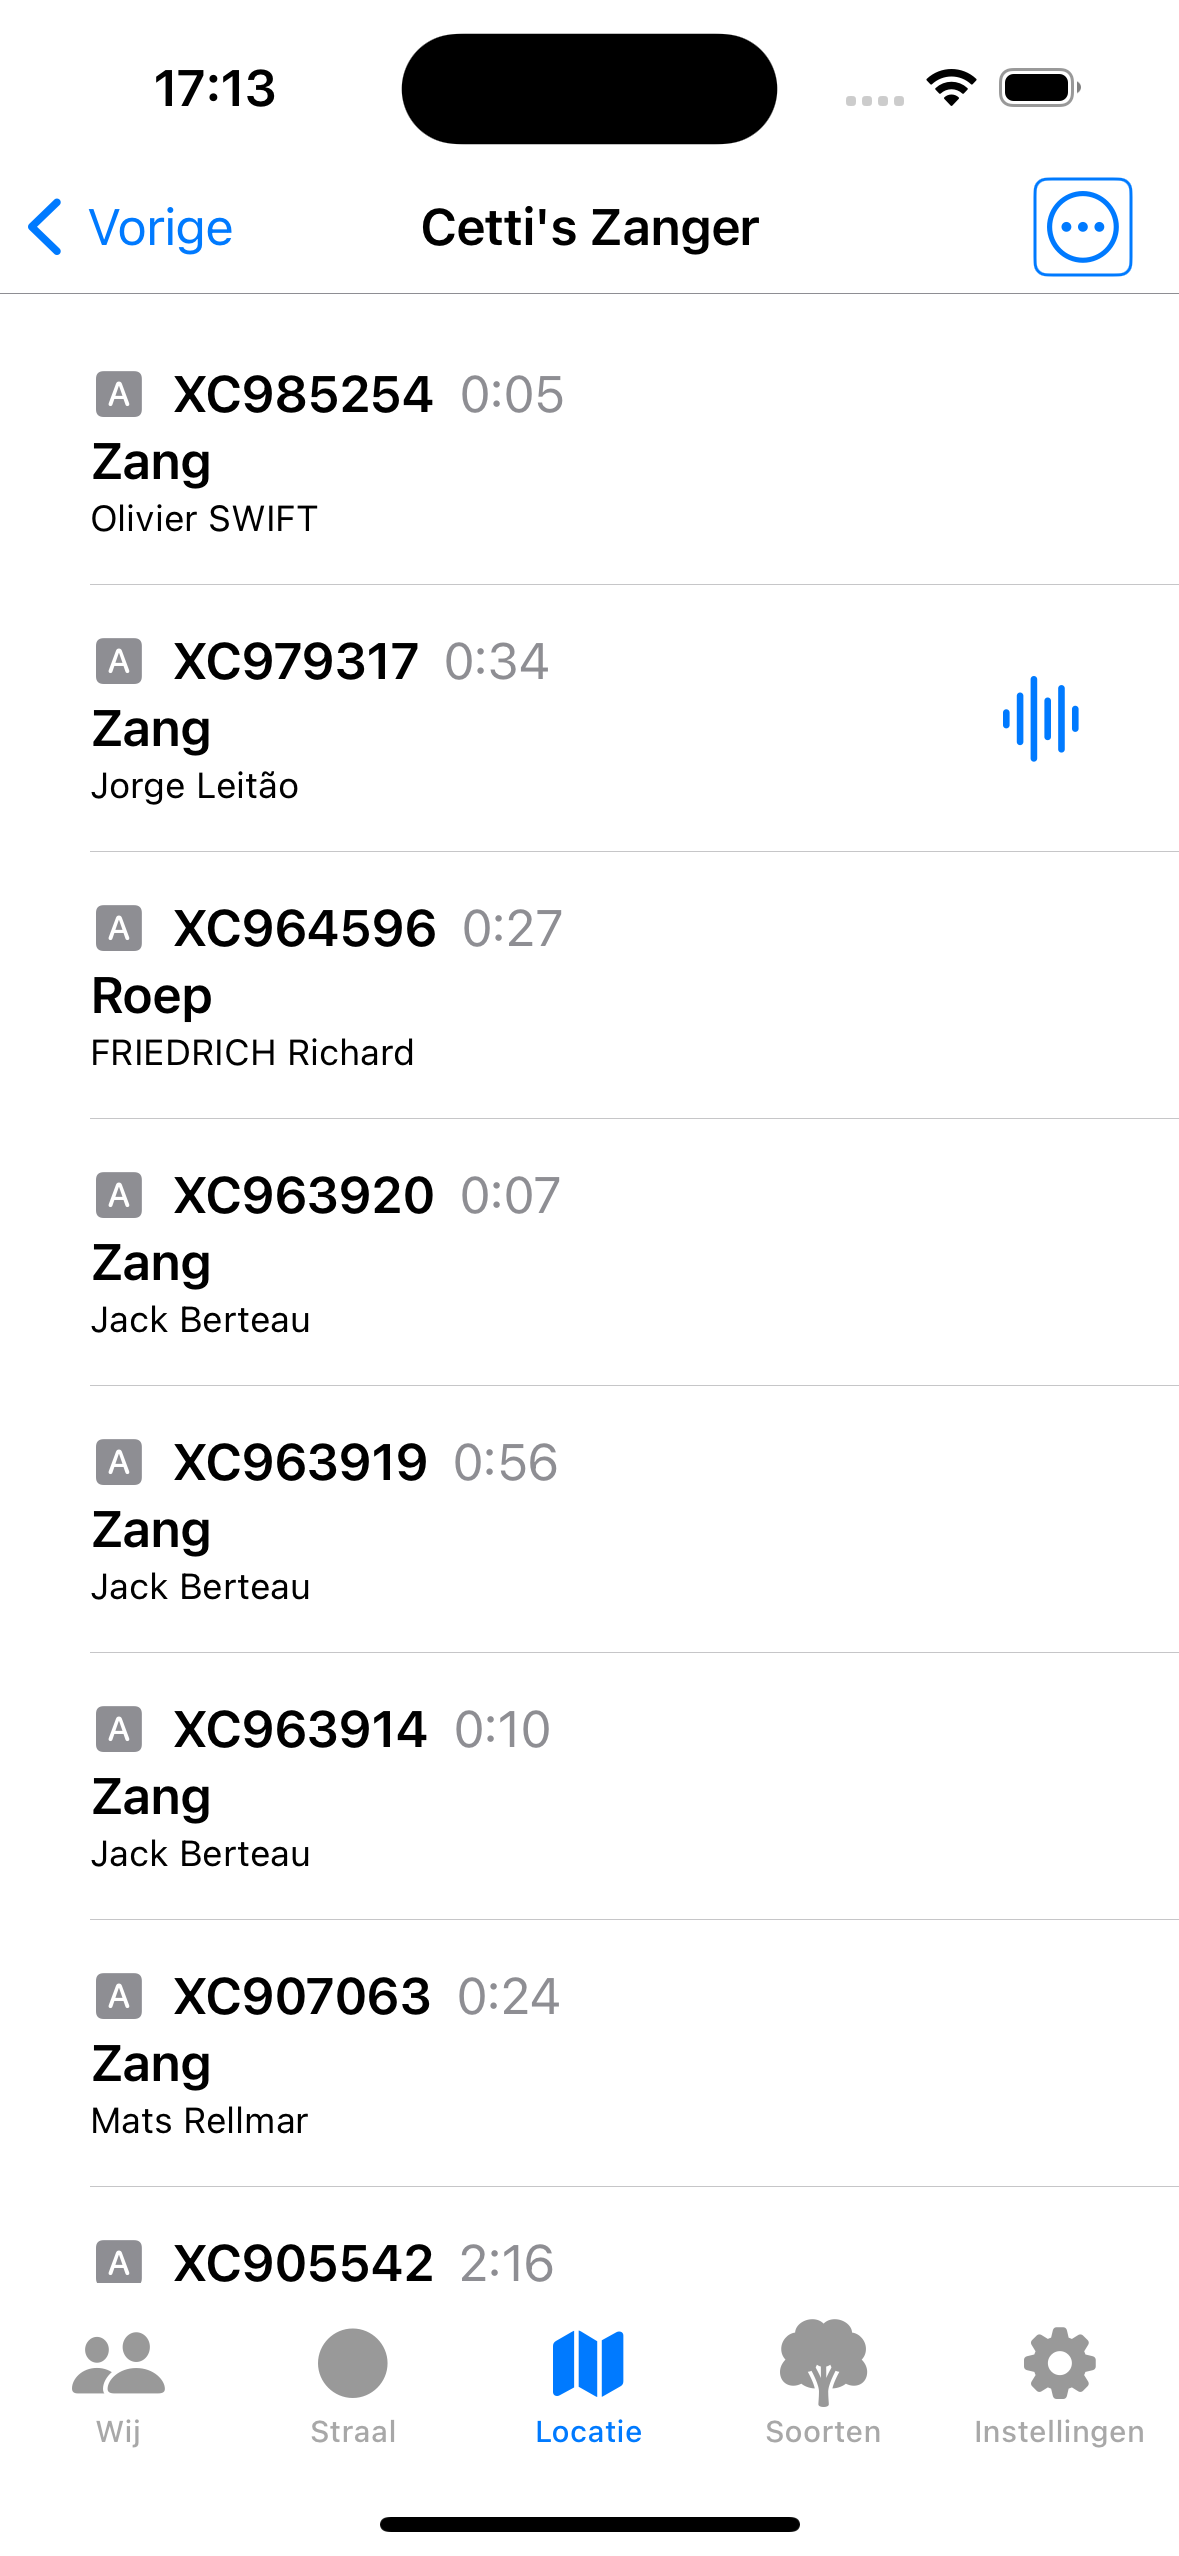 17:13
Vorige
Cetti's Zanger
A XC985254 0:05
Zang
Olivier SWIFT
A XC979317 0:34
Zang
Jorge Leitão
A XC964596 0:27
Roep
FRIEDRICH Richard
A XC963920 0:07
Zang
Jack Berteau
A XC963919 0:56
Zang
Jack Berteau
A XC963914 0:10
Zang
Jack Berteau
A XC907063 0:24
Zang
Mats Rellmar
A XC905542 2:16
Wij
Straal
Locatie
Soorten
Instellingen